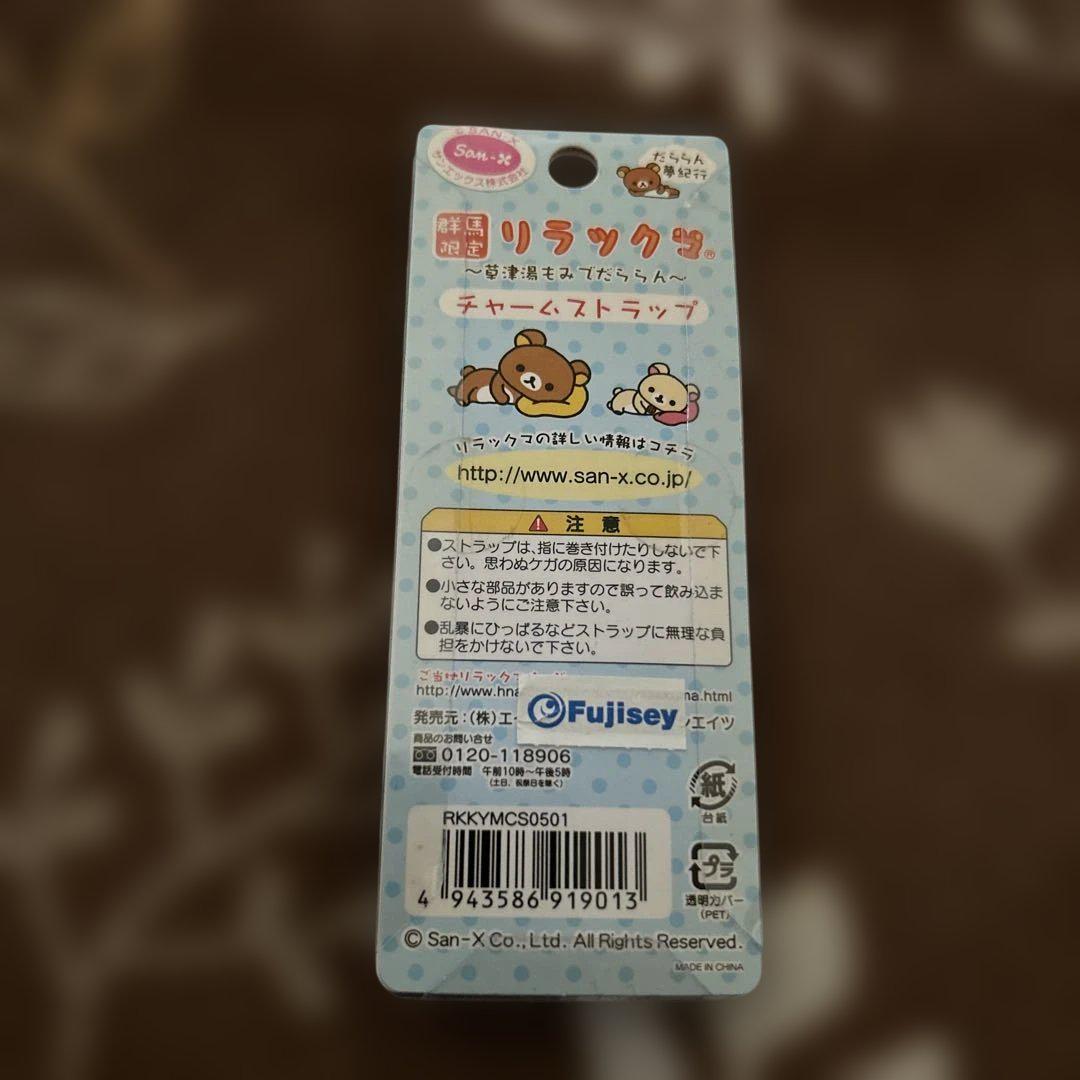 © SAN-X
San-X
サンエックス株式会社
だららん
夢紀行
群馬
限定
リラックマ®
～草津湯もみでだららん～
チャームストラップ
リラックマの詳しい情報はコチラ
http://www.san-x.co.jp/
注意
●ストラップは、指に巻き付けたりしないで下
さい。思わぬケガの原因になります。
●小さな部品がありますので誤って飲み込ま
ないようにご注意下さい。
●乱暴にひっぱるなどストラップに無理な負
担をかけないで下さい。
ご当地リラックマ
http://www.hna ma.html
発売元：(株)エイ ンエイツ
Fujisey
商品のお問い合せ
0120-118906
電話受付時間 午前10時～午後5時
(土日、祝祭日を除く)
紙
台紙
RKKYMCS0501
4 943586 919013
プラ
透明カバー
(PET)
© San-X Co., Ltd. All Rights Reserved.
MADE IN CHINA